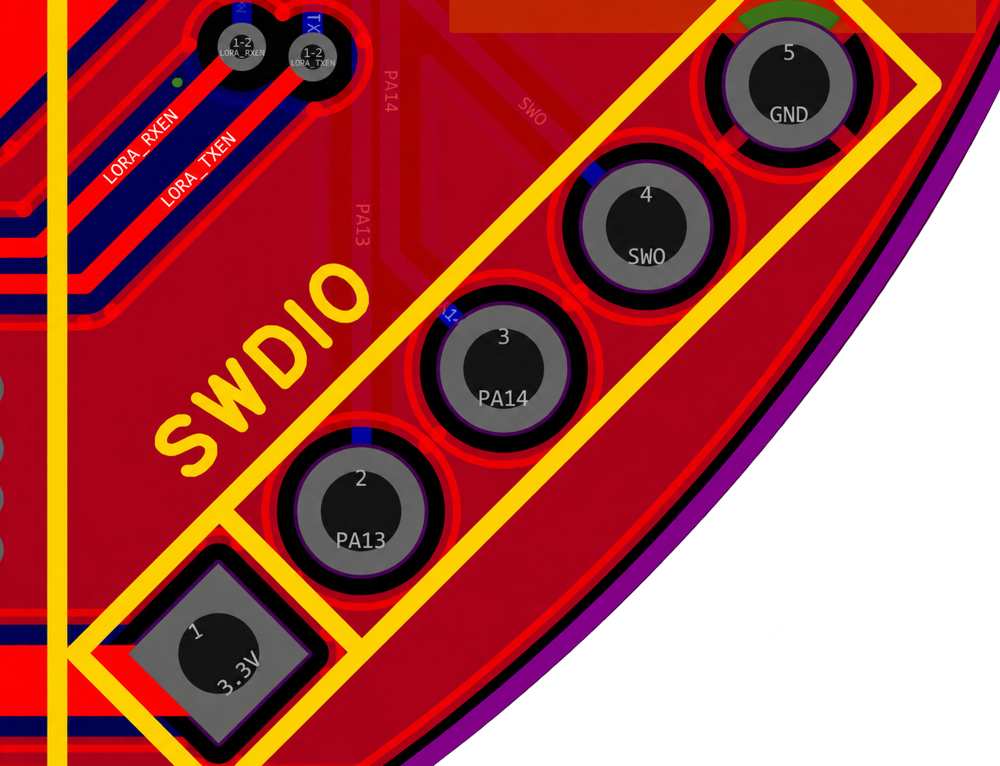 TX
1-2
LORA_RXEN
1-2
LORA_TXEN
5
GND
PA14
SWO
LORA_RXEN
LORA_TXEN
4
SWO
PA13
SWDIO
3
PA14
2
PA13
1
3.3V